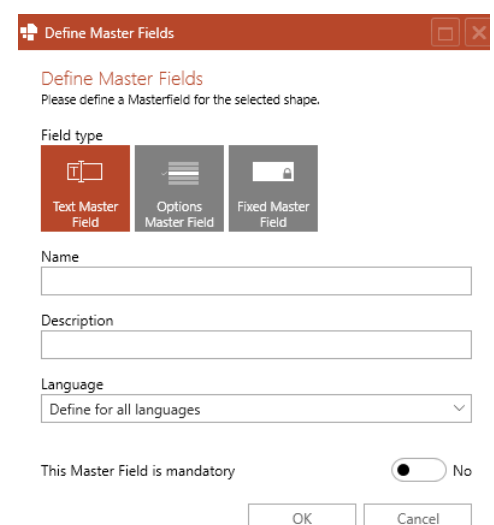 Define Master Fields
Define Master Fields
Please define a Masterfield for the selected shape.
Field type
Text Master
Field
Options
Master Field
Fixed Master
Field
Name
Description
Language
Define for all languages
This Master Field is mandatory
No
OK
Cancel